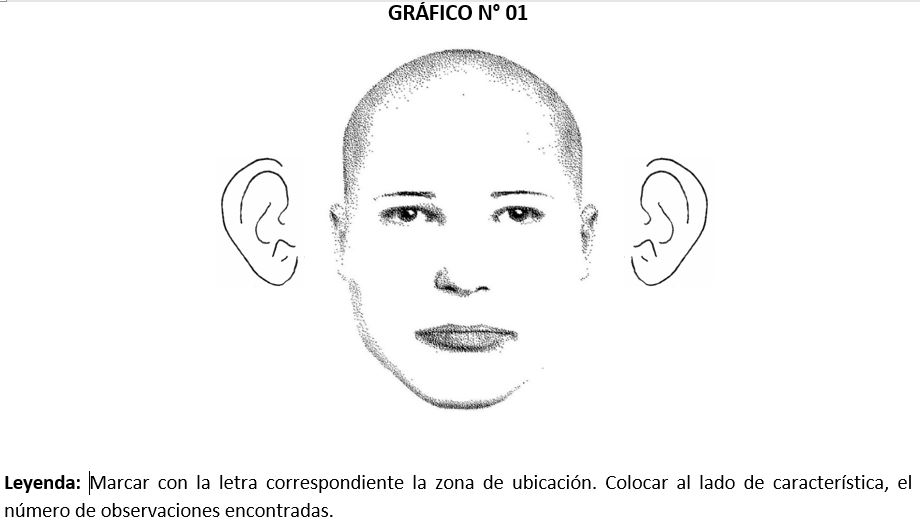 GRÁFICO N° 01
Leyenda: Marcar con la letra correspondiente la zona de ubicación. Colocar al lado de característica, el
número de observaciones encontradas.